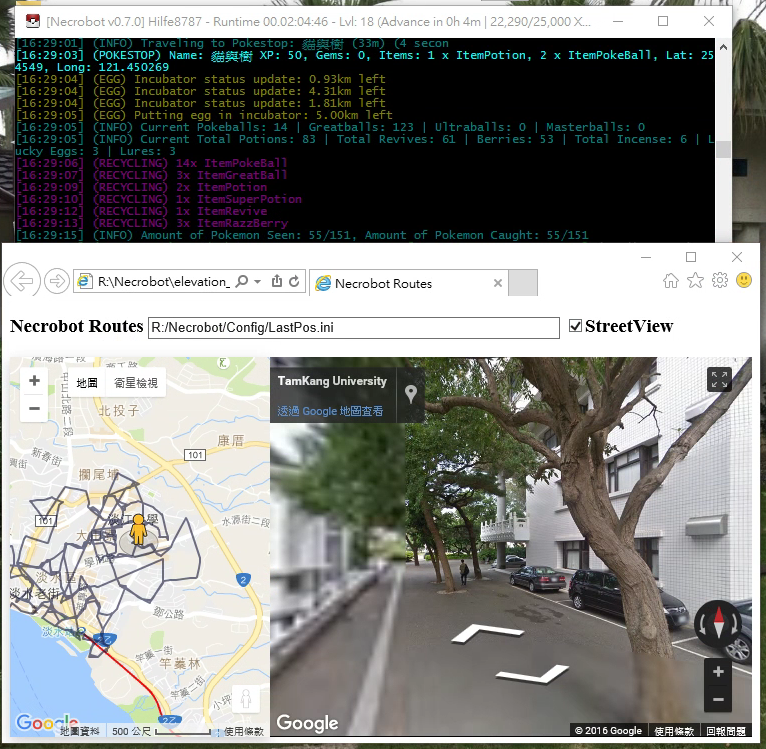 [Necrobot v0.7.0] Hilfe8787 - Runtime 00.02:04:46 - Lvl: 18 (Advance in 0h 4m | 22,290/25,000 X...
[16:29:01] (INFO) Traveling to Pokestop: 貓與樹 (33m) (4 secon
[16:29:03] (POKESTOP) Name: 貓與樹 XP: 50, Gems: 0, Items: 1 x ItemPotion, 2 x ItemPokeBall, Lat: 25
4549, Long: 121.450269
[16:29:04] (EGG) Incubator status update: 0.93km left
[16:29:04] (EGG) Incubator status update: 4.31km left
[16:29:04] (EGG) Incubator status update: 1.81km left
[16:29:05] (EGG) Putting egg in incubator: 5.00km left
[16:29:05] (INFO) Current Pokeballs: 14 | Greatballs: 123 | Ultraballs: 0 | Masterballs: 0
[16:29:05] (INFO) Current Total Potions: 83 | Total Revives: 61 | Berries: 53 | Total Incense: 6 | L
ucky Eggs: 3 | Lures: 3
[16:29:06] (RECYCLING) 14x ItemPokeBall
[16:29:07] (RECYCLING) 3x ItemGreatBall
[16:29:09] (RECYCLING) 2x ItemPotion
[16:29:10] (RECYCLING) 1x ItemSuperPotion
[16:29:12] (RECYCLING) 1x ItemRevive
[16:29:13] (RECYCLING) 3x ItemRazzBerry
[16:29:15] (INFO) Amount of Pokemon Seen: 55/151, Amount of Pokemon Caught: 55/151
R:\Necrobot\elevation_
Necrobot Routes
Necrobot Routes R:/Necrobot/Config/LastPos.ini StreetView
地圖 衛星檢視
北投子
廍厝
101
新春街
欄尾埔
101
水源街二段
淡水區
淡水老街
2
鄧公路
2
竹圍一街
竿蓁林
竿蓁二街
2
Google
地圖資料 500 公尺 使用條款
TamKang University
透過 Google 地圖查看
Google
© 2016 Google 使用條款 回報問題